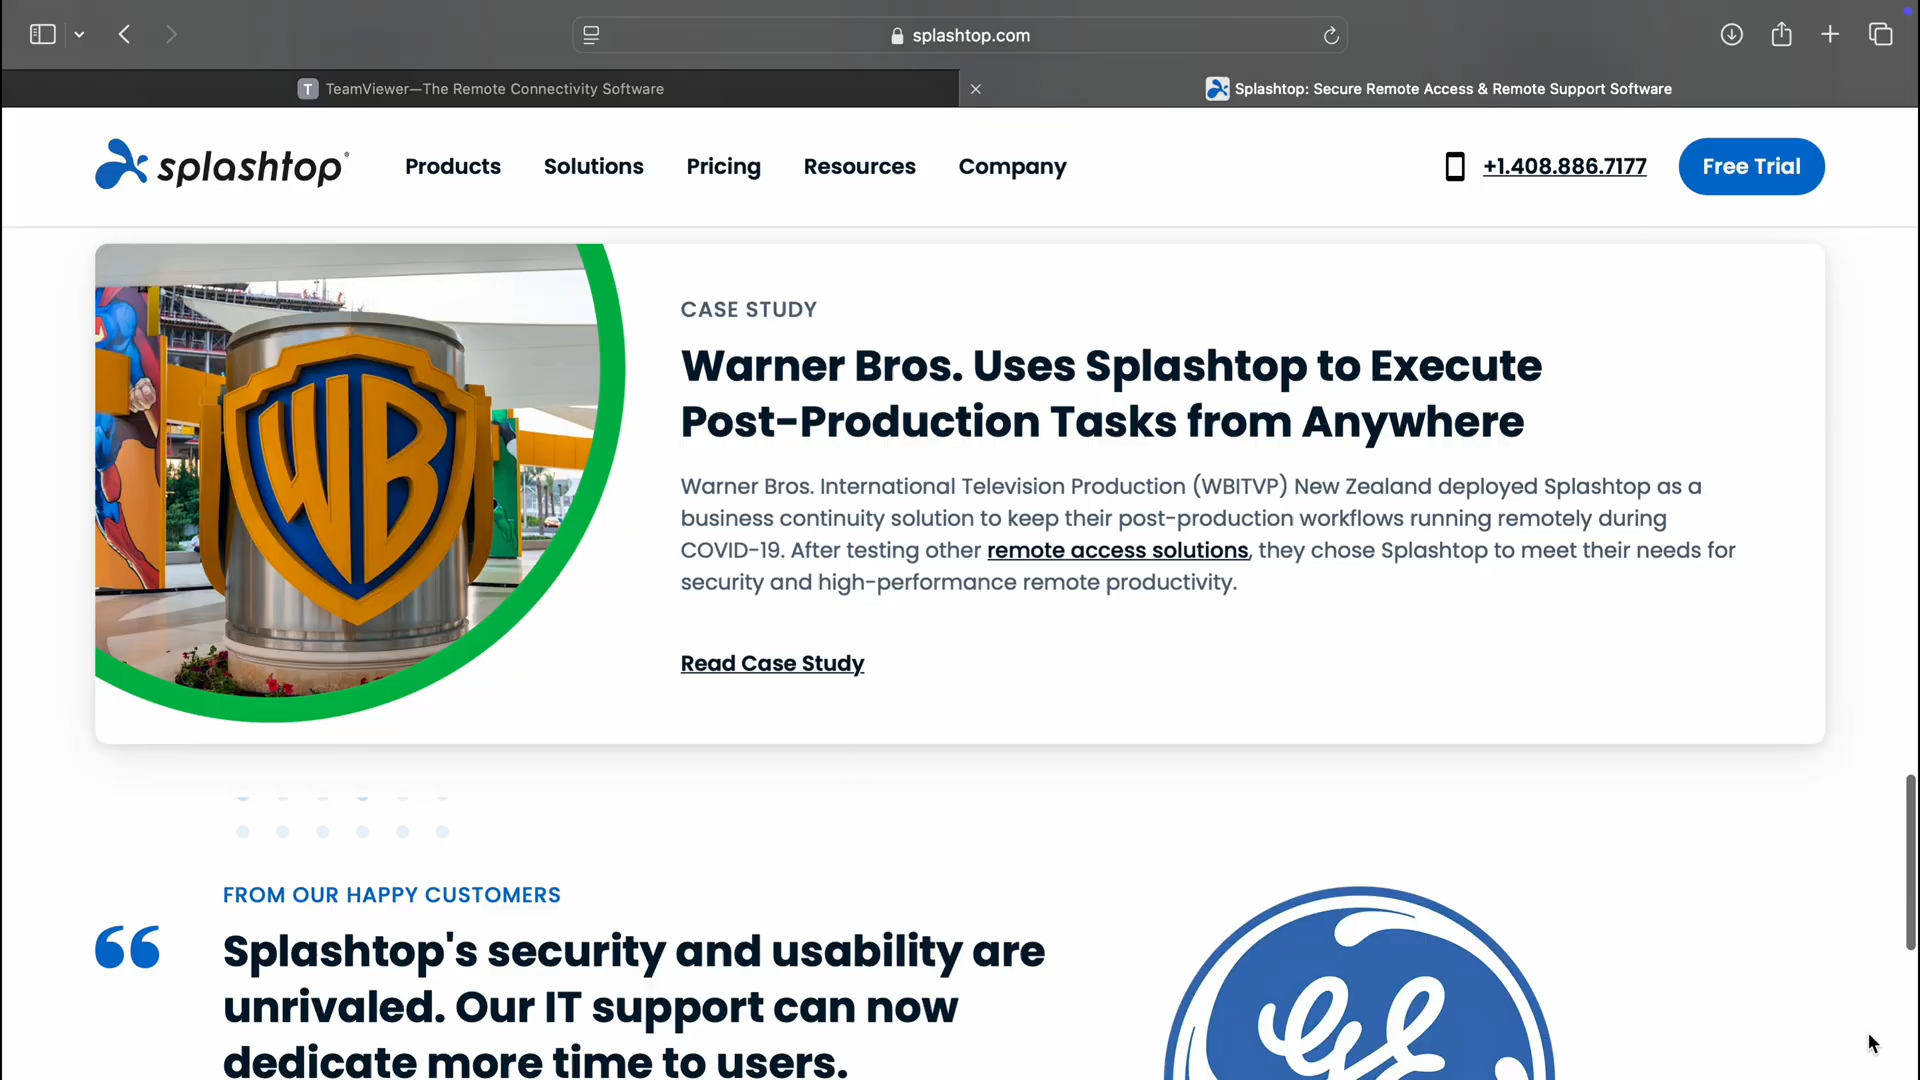 splashtop.com
T TeamViewer—The Remote Connectivity Software
Splashtop: Secure Remote Access & Remote Support Software
splashtop
Products
Solutions
Pricing
Resources
Company
+1.408.886.7177
Free Trial
WB
CASE STUDY
Warner Bros. Uses Splashtop to Execute
Post-Production Tasks from Anywhere
Warner Bros. International Television Production (WBITVP) New Zealand deployed Splashtop as a
business continuity solution to keep their post-production workflows running remotely during
COVID-19. After testing other remote access solutions, they chose Splashtop to meet their needs for
security and high-performance remote productivity.
Read Case Study
FROM OUR HAPPY CUSTOMERS
“ Splashtop's security and usability are
unrivaled. Our IT support can now
dedicate more time to users.
GE